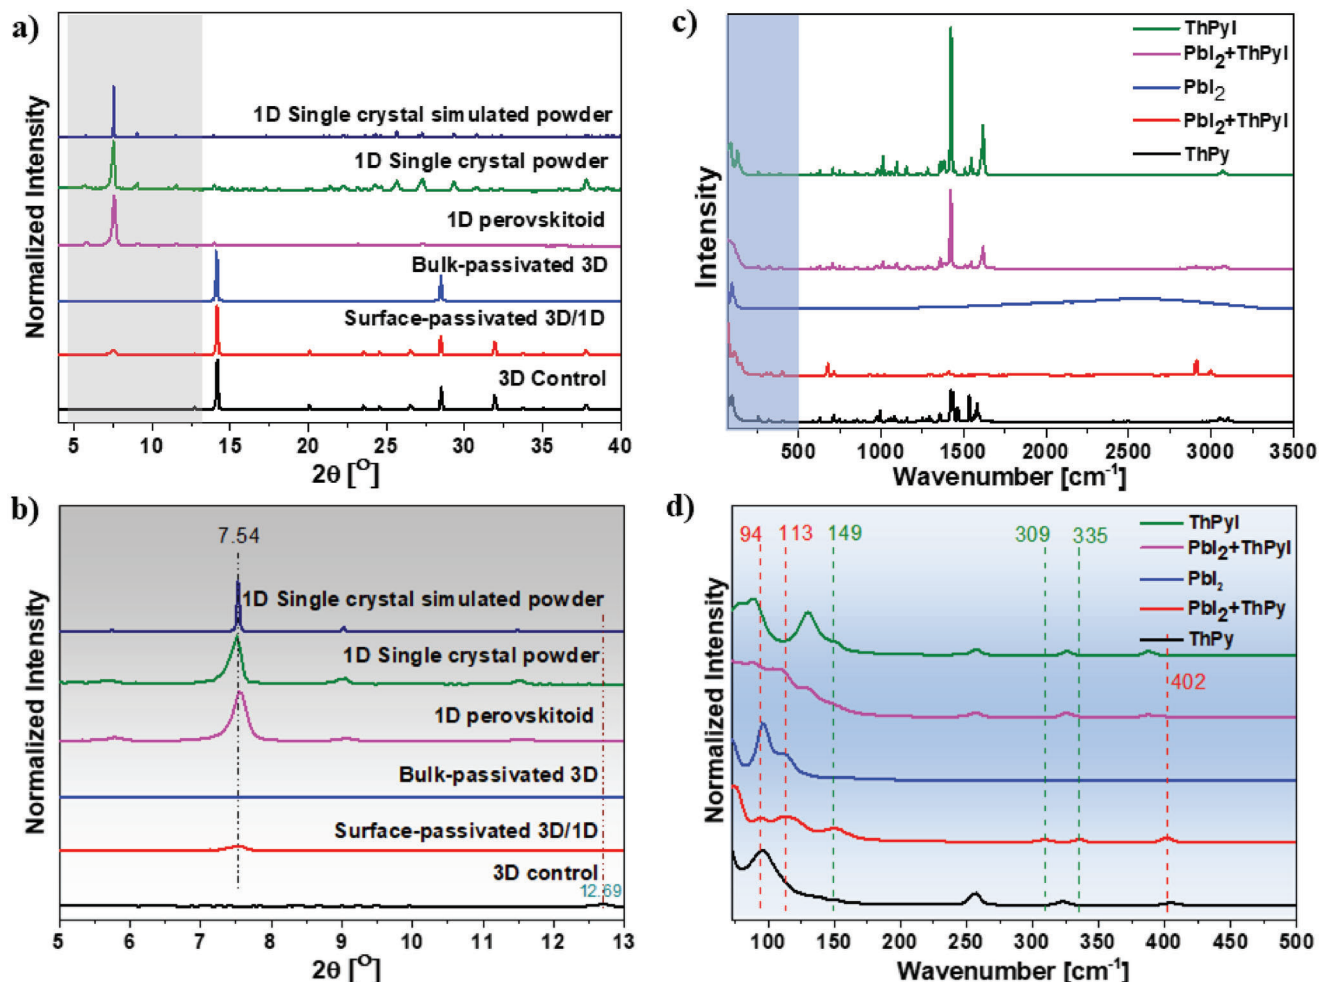 a)
Normalized Intensity
1D Single crystal simulated powder
1D Single crystal powder
1D perovskitoid
Bulk-passivated 3D
Surface-passivated 3D/1D
3D Control
5 10 15 20 25 30 35 40
2θ [O]
c)
Intensity
ThPyI
PbI2+ThPyI
PbI2
PbI2+ThPyI
ThPy
500 1000 1500 2000 2500 3000 3500
Wavenumber [cm-1]
b)
Normalized Intensity
7.54
1D Single crystal simulated powder
1D Single crystal powder
1D perovskitoid
Bulk-passivated 3D
Surface-passivated 3D/1D
3D control
12.69
5 6 7 8 9 10 11 12 13
2θ [O]
d)
Normalized Intensity
94 113 149 309 335
ThPyI
PbI2+ThPyI
PbI2
PbI2+ThPy
ThPy
402
100 150 200 250 300 350 400 450 500
Wavenumber [cm-1]